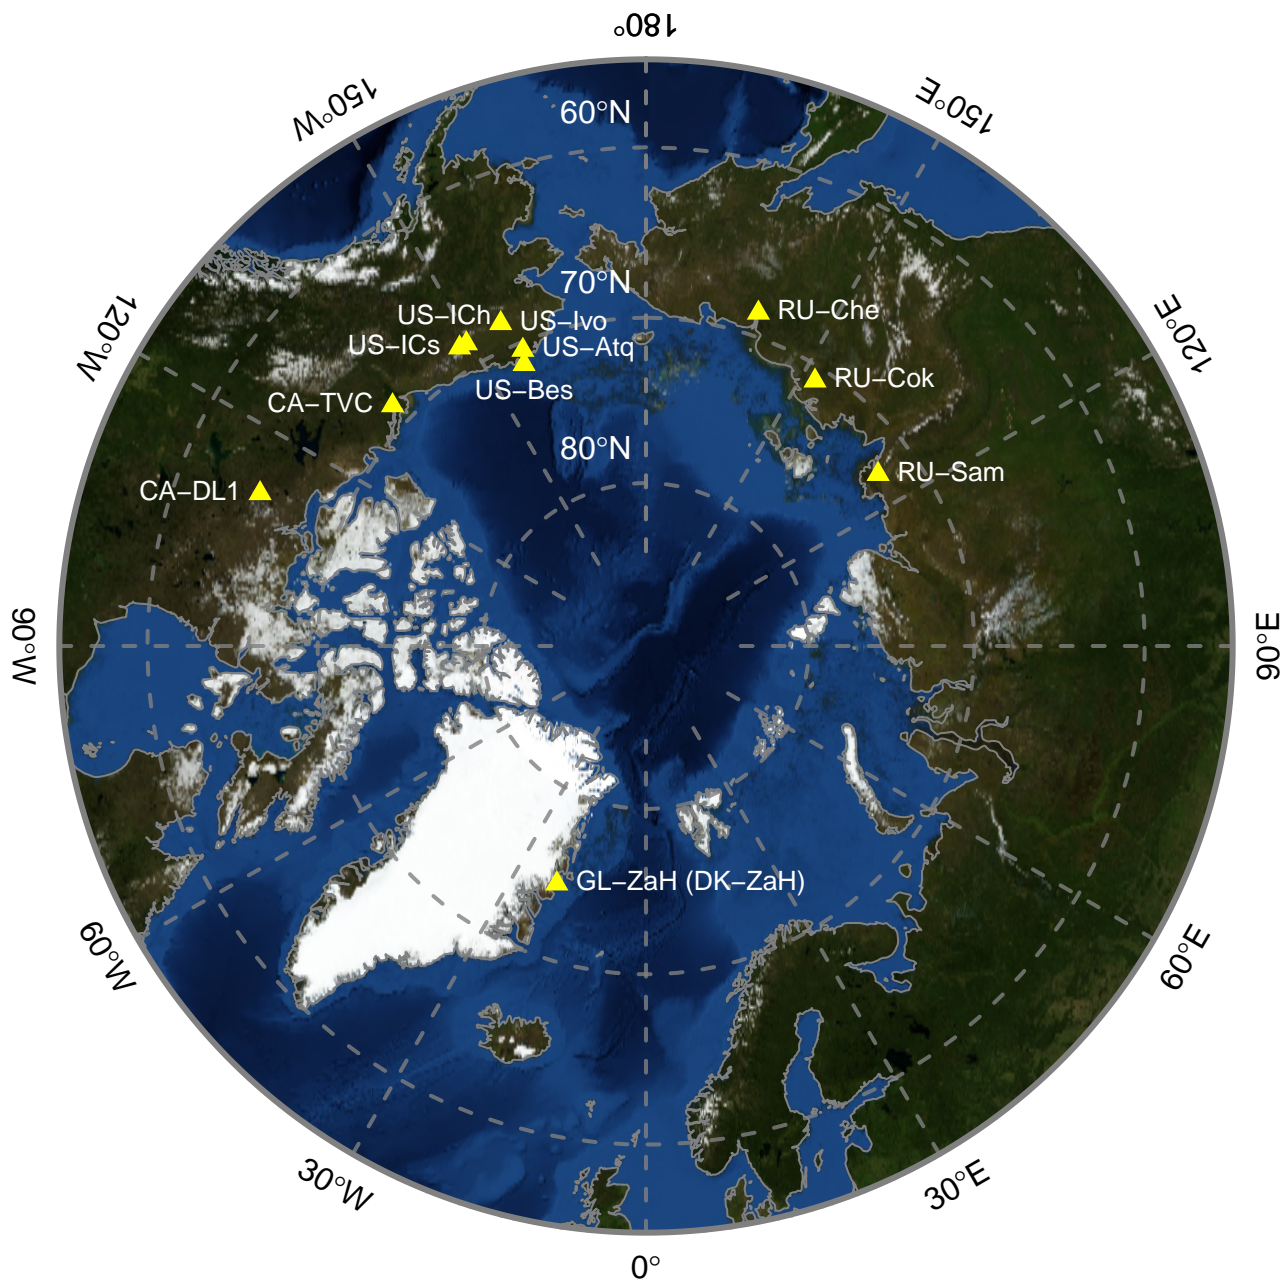 180°
150°W
150°E
60°N
70°N
120°W
120°E
US−ICh
US−Ivo
RU−Che
US−ICs
US−Atq
US−Bes
RU−Cok
CA−TVC
80°N
RU−Sam
CA−DL1
90°W
90°E
GL−ZaH (DK−ZaH)
60°W
60°E
30°W
30°E
0°